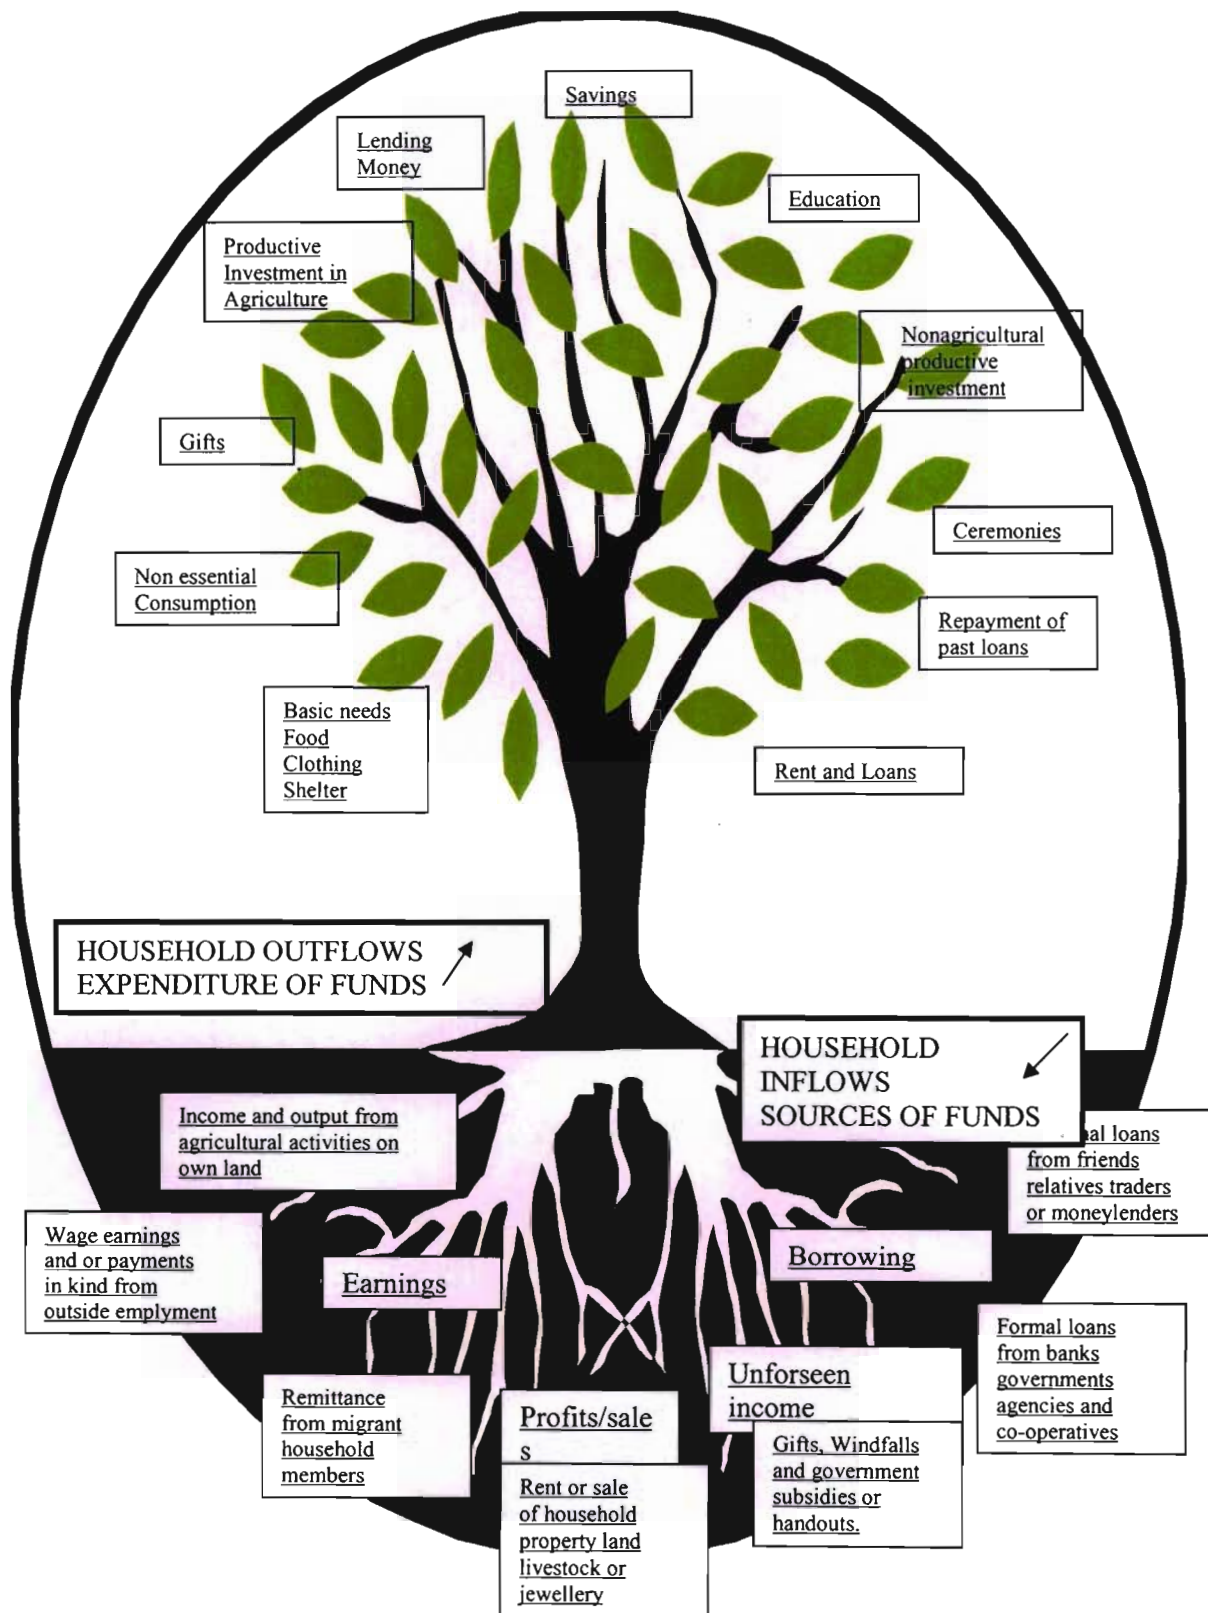 Savings
Lending
Money
Education
Productive
Investment in
Agriculture
Nonagricultural
productive
investment
Gifts
Ceremonies
Non essential
Consumption
Repayment of
past loans
Basic needs
Food
Clothing
Shelter
Rent and Loans
HOUSEHOLD OUTFLOWS
EXPENDITURE OF FUNDS
HOUSEHOLD
INFLOWS
SOURCES OF FUNDS
Income and output from
agricultural activities on
own land
loans
from friends
relatives traders
or moneylenders
Wage earnings
and or payments
in kind from
outside emplyment
Earnings
Borrowing
Formal loans
from banks
governments
agencies and
co-operatives
Remittance
from migrant
household
members
Profits/sale
s
Unforseen
income
Rent or sale
of household
property land
livestock or
jewellery
Gifts, Windfalls
and government
subsidies or
handouts.